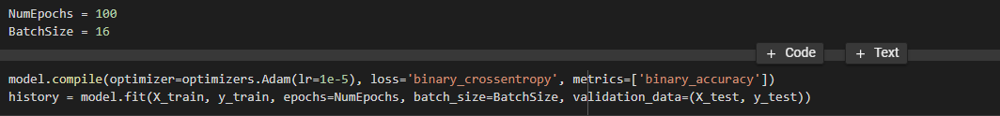 NumEpochs = 100
BatchSize = 16
+ Code + Text
model.compile(optimizer=optimizers.Adam(lr=1e-5), loss='binary_crossentropy', metrics=['binary_accuracy'])
history = model.fit(X_train, y_train, epochs=NumEpochs, batch_size=BatchSize, validation_data=(X_test, y_test))